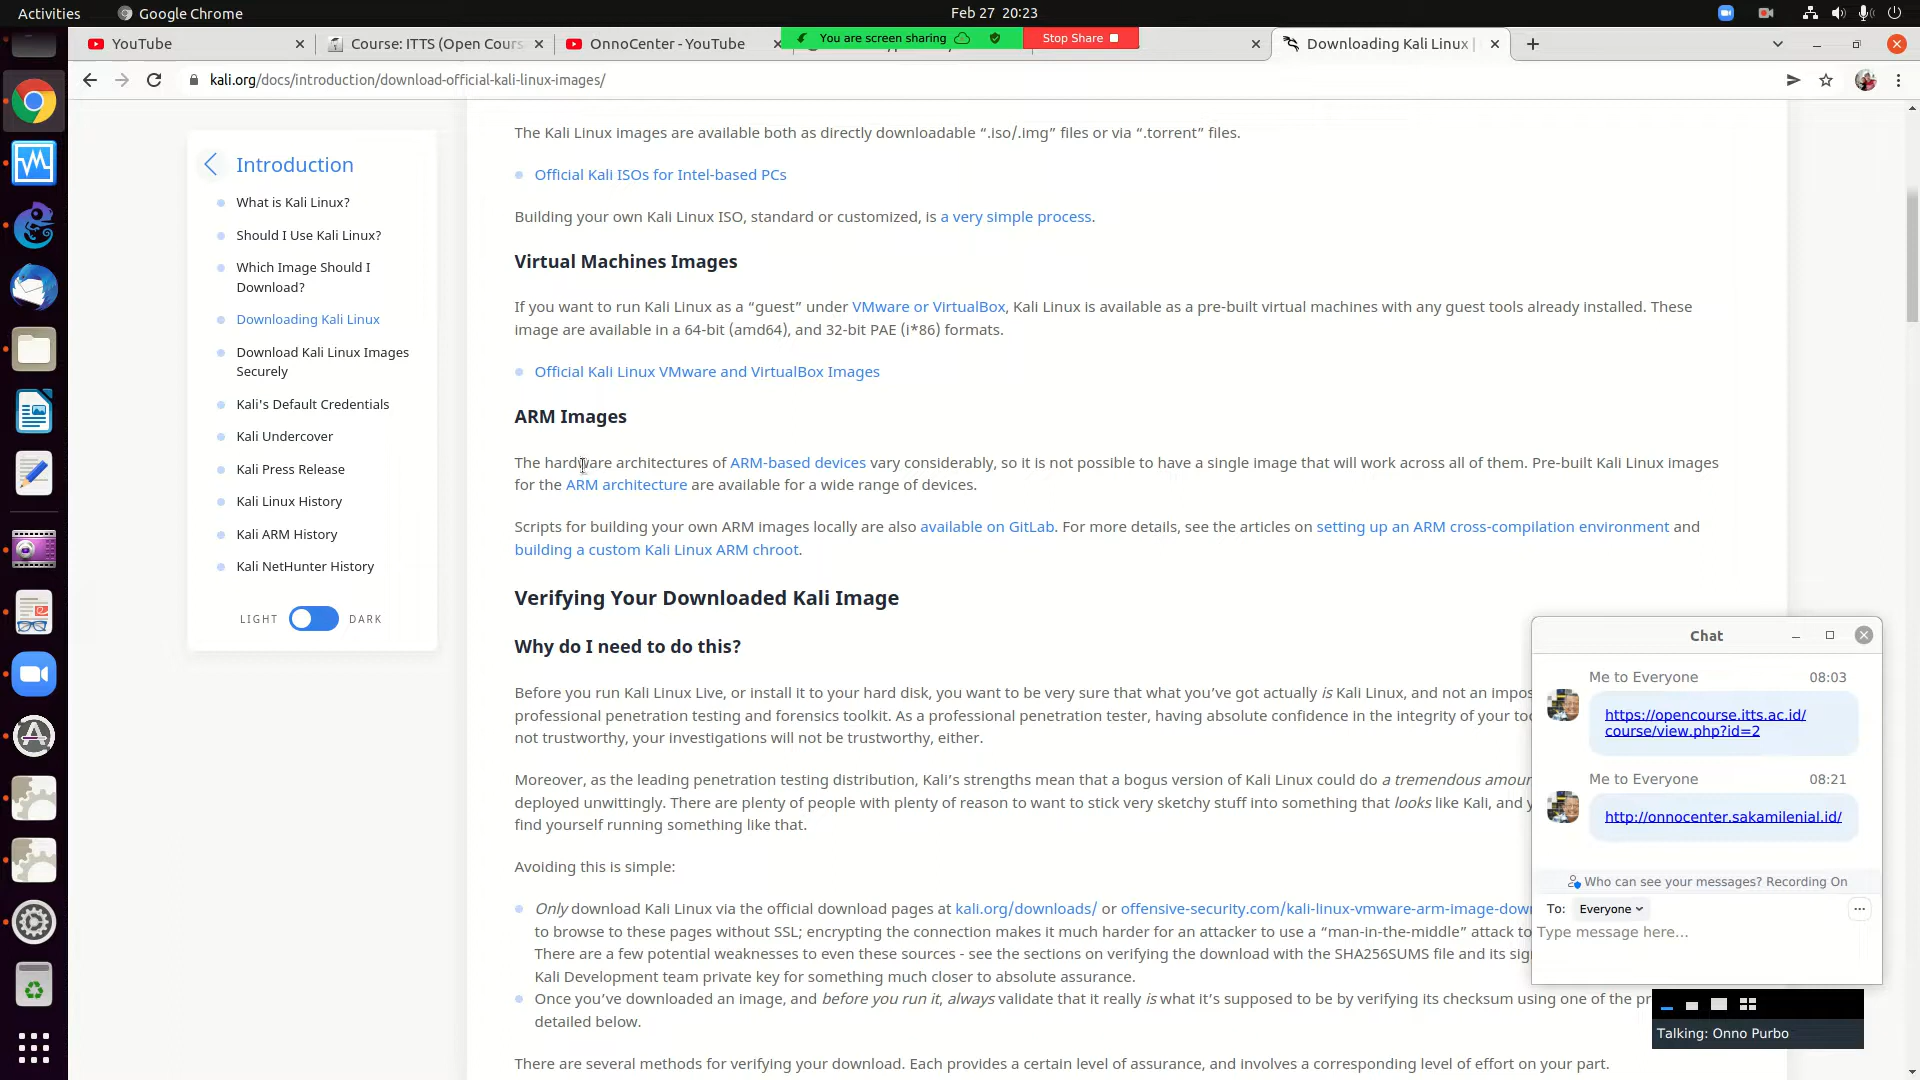 Activities
Google Chrome
Feb 27 20:23
YouTube
Course: ITTS (Open Cours
OnnoCenter - YouTube
You are screen sharing
Stop Share
Downloading Kali Linux |
kali.org/docs/introduction/download-official-kali-linux-images/
Introduction
What is Kali Linux?
Should I Use Kali Linux?
Which Image Should I
Download?
Downloading Kali Linux
Download Kali Linux Images
Securely
Kali's Default Credentials
Kali Undercover
Kali Press Release
Kali Linux History
Kali ARM History
Kali NetHunter History
LIGHT
DARK
The Kali Linux images are available both as directly downloadable “.iso/.img” files or via “.torrent” files.
Official Kali ISOs for Intel-based PCs
Building your own Kali Linux ISO, standard or customized, is a very simple process.
Virtual Machines Images
If you want to run Kali Linux as a “guest” under VMware or VirtualBox, Kali Linux is available as a pre-built virtual machines with any guest tools already installed. These
image are available in a 64-bit (amd64), and 32-bit PAE (i*86) formats.
Official Kali Linux VMware and VirtualBox Images
ARM Images
The hardware architectures of ARM-based devices vary considerably, so it is not possible to have a single image that will work across all of them. Pre-built Kali Linux images
for the ARM architecture are available for a wide range of devices.
Scripts for building your own ARM images locally are also available on GitLab. For more details, see the articles on setting up an ARM cross-compilation environment and
building a custom Kali Linux ARM chroot.
Verifying Your Downloaded Kali Image
Why do I need to do this?
Before you run Kali Linux Live, or install it to your hard disk, you want to be very sure that what you’ve got actually is Kali Linux, and not an impos
professional penetration testing and forensics toolkit. As a professional penetration tester, having absolute confidence in the integrity of your too
not trustworthy, your investigations will not be trustworthy, either.
Moreover, as the leading penetration testing distribution, Kali’s strengths mean that a bogus version of Kali Linux could do a tremendous amour
deployed unwittingly. There are plenty of people with plenty of reason to want to stick very sketchy stuff into something that looks like Kali, and y
find yourself running something like that.
Avoiding this is simple:
Only download Kali Linux via the official download pages at kali.org/downloads/ or offensive-security.com/kali-linux-vmware-arm-image-dow
to browse to these pages without SSL; encrypting the connection makes it much harder for an attacker to use a “man-in-the-middle” attack to
There are a few potential weaknesses to even these sources - see the sections on verifying the download with the SHA256SUMS file and its sig
Kali Development team private key for something much closer to absolute assurance.
Once you’ve downloaded an image, and before you run it, always validate that it really is what it’s supposed to be by verifying its checksum using one of the pr
detailed below.
There are several methods for verifying your download. Each provides a certain level of assurance, and involves a corresponding level of effort on your part.
Chat
Me to Everyone 08:03
https://opencourse.itts.ac.id/
course/view.php?id=2
Me to Everyone 08:21
http://onnocenter.sakamilenial.id/
Who can see your messages? Recording On
To: Everyone
Type message here...
Talking: Onno Purbo